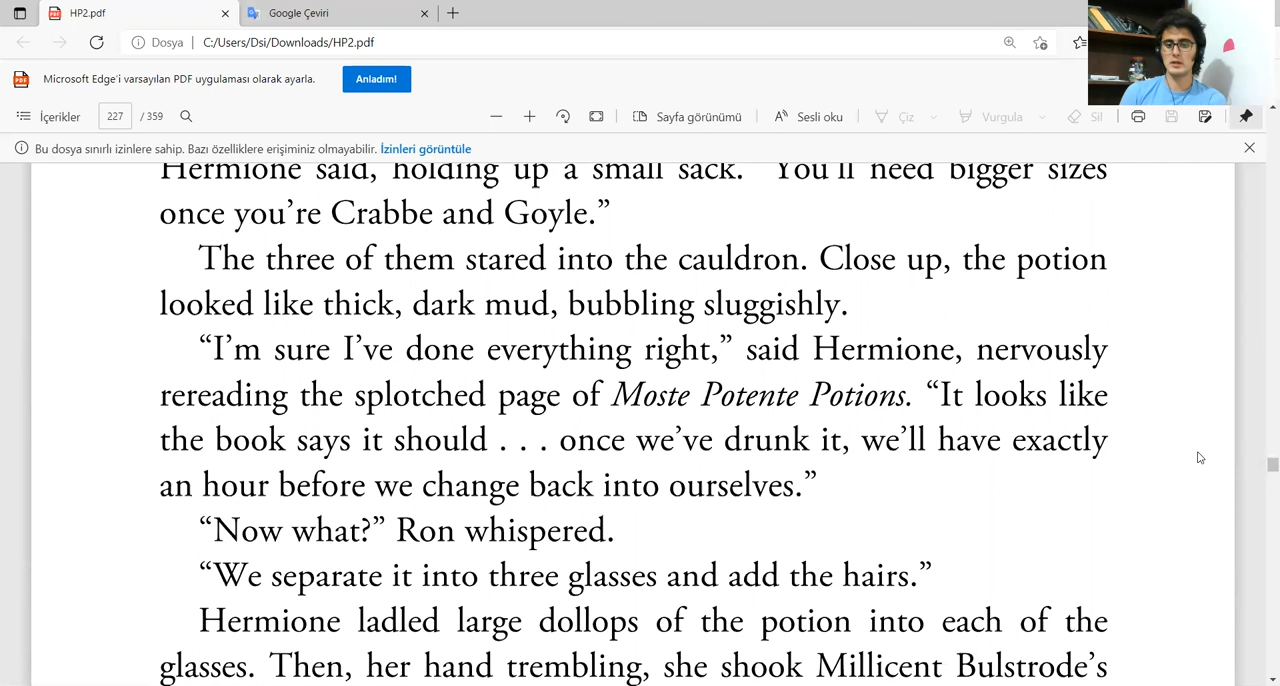 HP2.pdf
Google Çeviri
Dosya
C:/Users/Dsi/Downloads/HP2.pdf
Microsoft Edge'i varsayılan PDF uygulaması olarak ayarla.
Anladım!
İçerikler
227
/ 359
Sayfa görünümü
Sesli oku
Çiz
Vurgula
Sil
Bu dosya sınırlı izinlere sahip. Bazı özelliklere erişiminiz olmayabilir. İzinleri görüntüle
Hermione said, holding up a small sack. "You'll need bigger sizes
once you're Crabbe and Goyle."
The three of them stared into the cauldron. Close up, the potion
looked like thick, dark mud, bubbling sluggishly.
"I'm sure I've done everything right," said Hermione, nervously
rereading the splotched page of Moste Potente Potions. "It looks like
the book says it should . . . once we've drunk it, we'll have exactly
an hour before we change back into ourselves."
"Now what?" Ron whispered.
"We separate it into three glasses and add the hairs."
Hermione ladled large dollops of the potion into each of the
glasses. Then, her hand trembling, she shook Millicent Bulstrode's